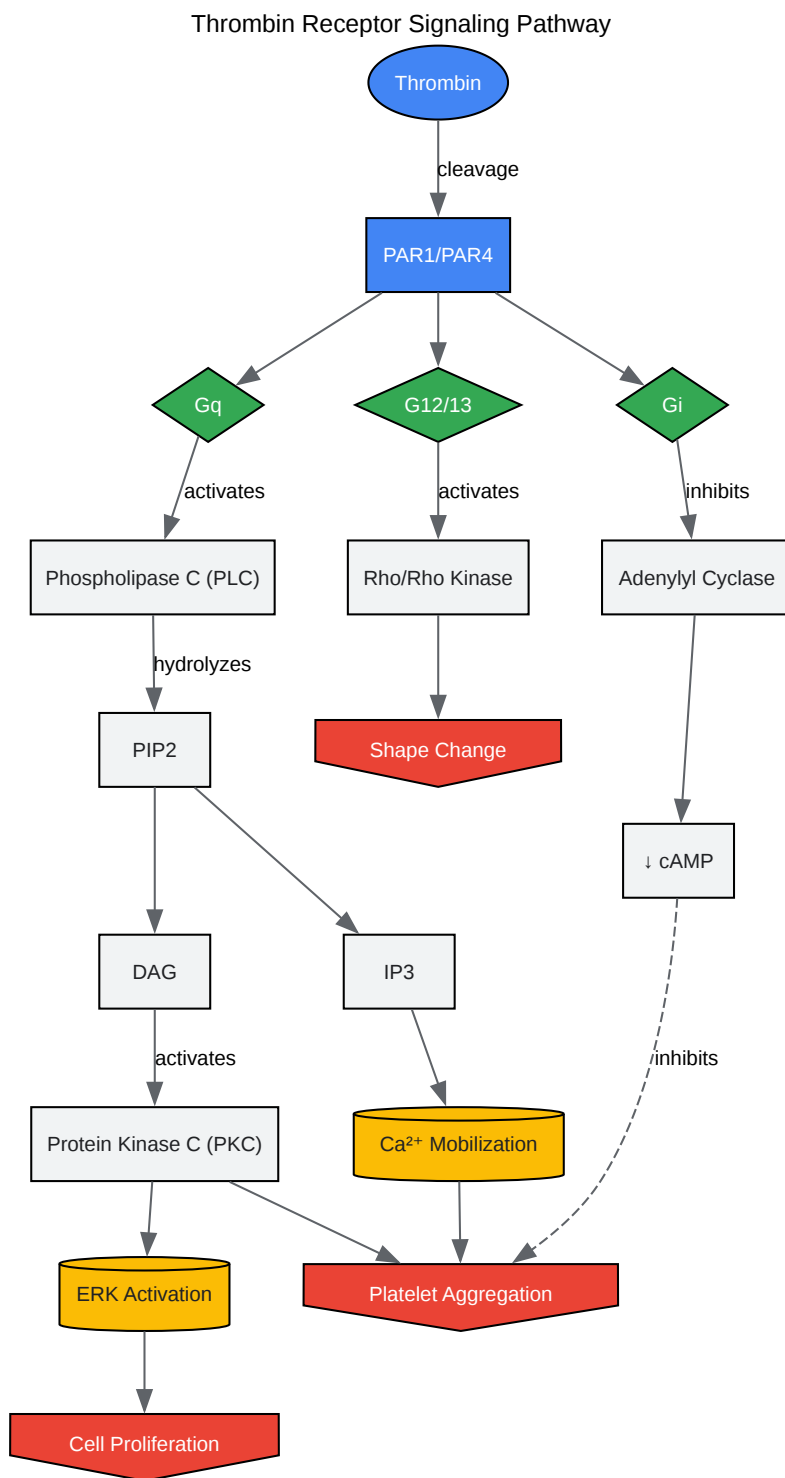 Thrombin Receptor Signaling Pathway
Thrombin
cleavage
PAR1/PAR4
Gq
G12/13
Gi
activates
activates
inhibits
Phospholipase C (PLC)
Rho/Rho Kinase
Adenylyl Cyclase
hydrolyzes
PIP2
Shape Change
↓ cAMP
DAG
IP3
activates
inhibits
Protein Kinase C (PKC)
Ca²⁺ Mobilization
ERK Activation
Platelet Aggregation
Cell Proliferation